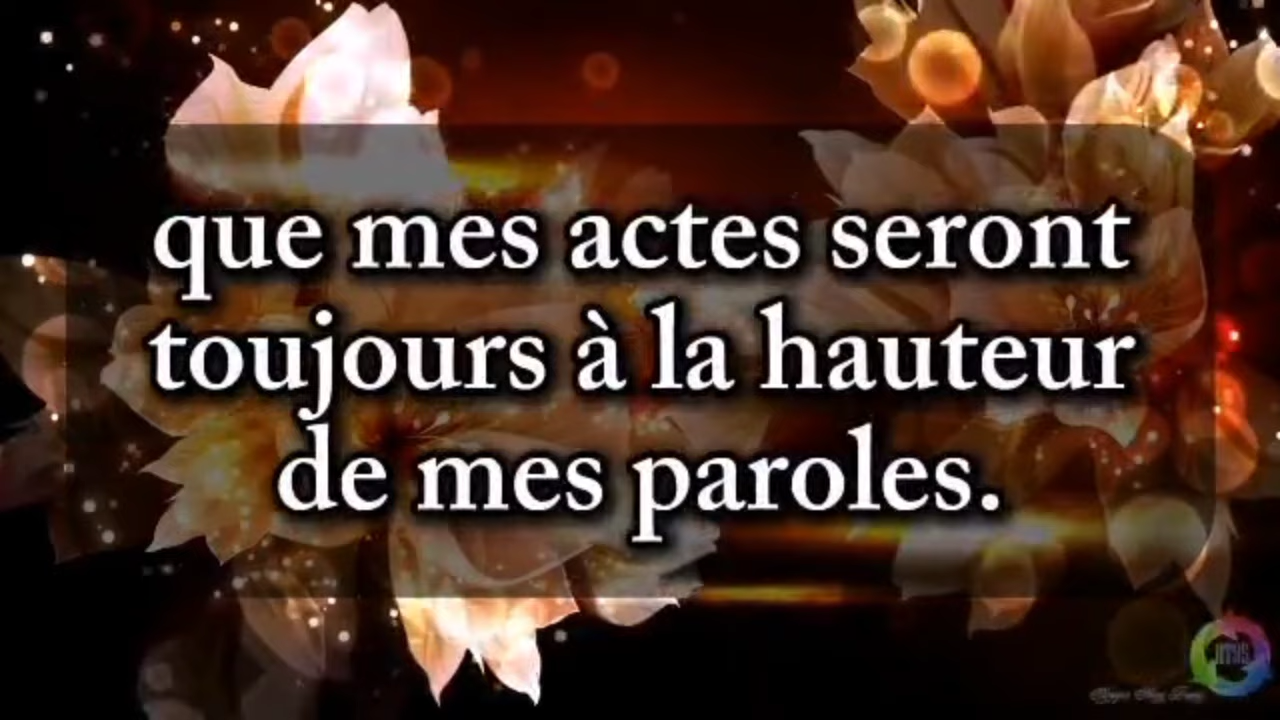 que mes actes seront
toujours à la hauteur
de mes paroles.